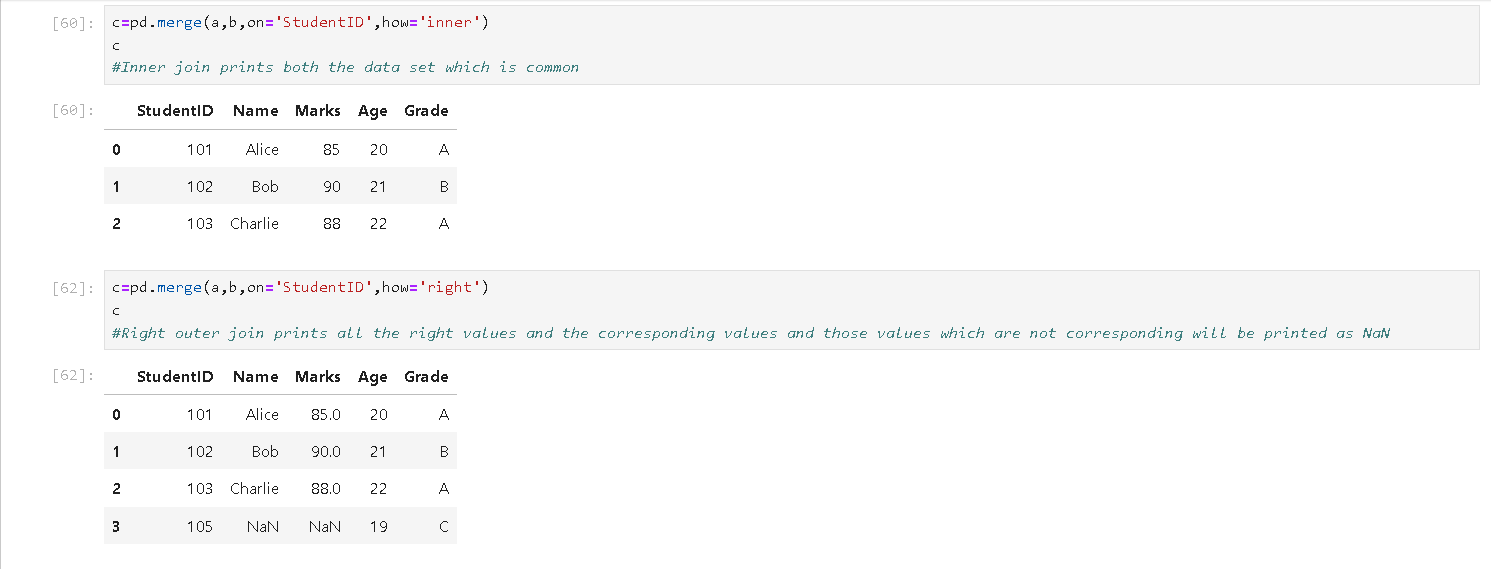 [60]: c=pd.merge(a,b,on='StudentID',how='inner')
c
#Inner join prints both the data set which is common
[60]: StudentID Name Marks Age Grade
0 101 Alice 85 20 A
1 102 Bob 90 21 B
2 103 Charlie 88 22 A
[62]: c=pd.merge(a,b,on='StudentID',how='right')
c
#Right outer join prints all the right values and the corresponding values and those values which are not corresponding will be printed as NaN
[62]: StudentID Name Marks Age Grade
0 101 Alice 85.0 20 A
1 102 Bob 90.0 21 B
2 103 Charlie 88.0 22 A
3 105 NaN NaN 19 C